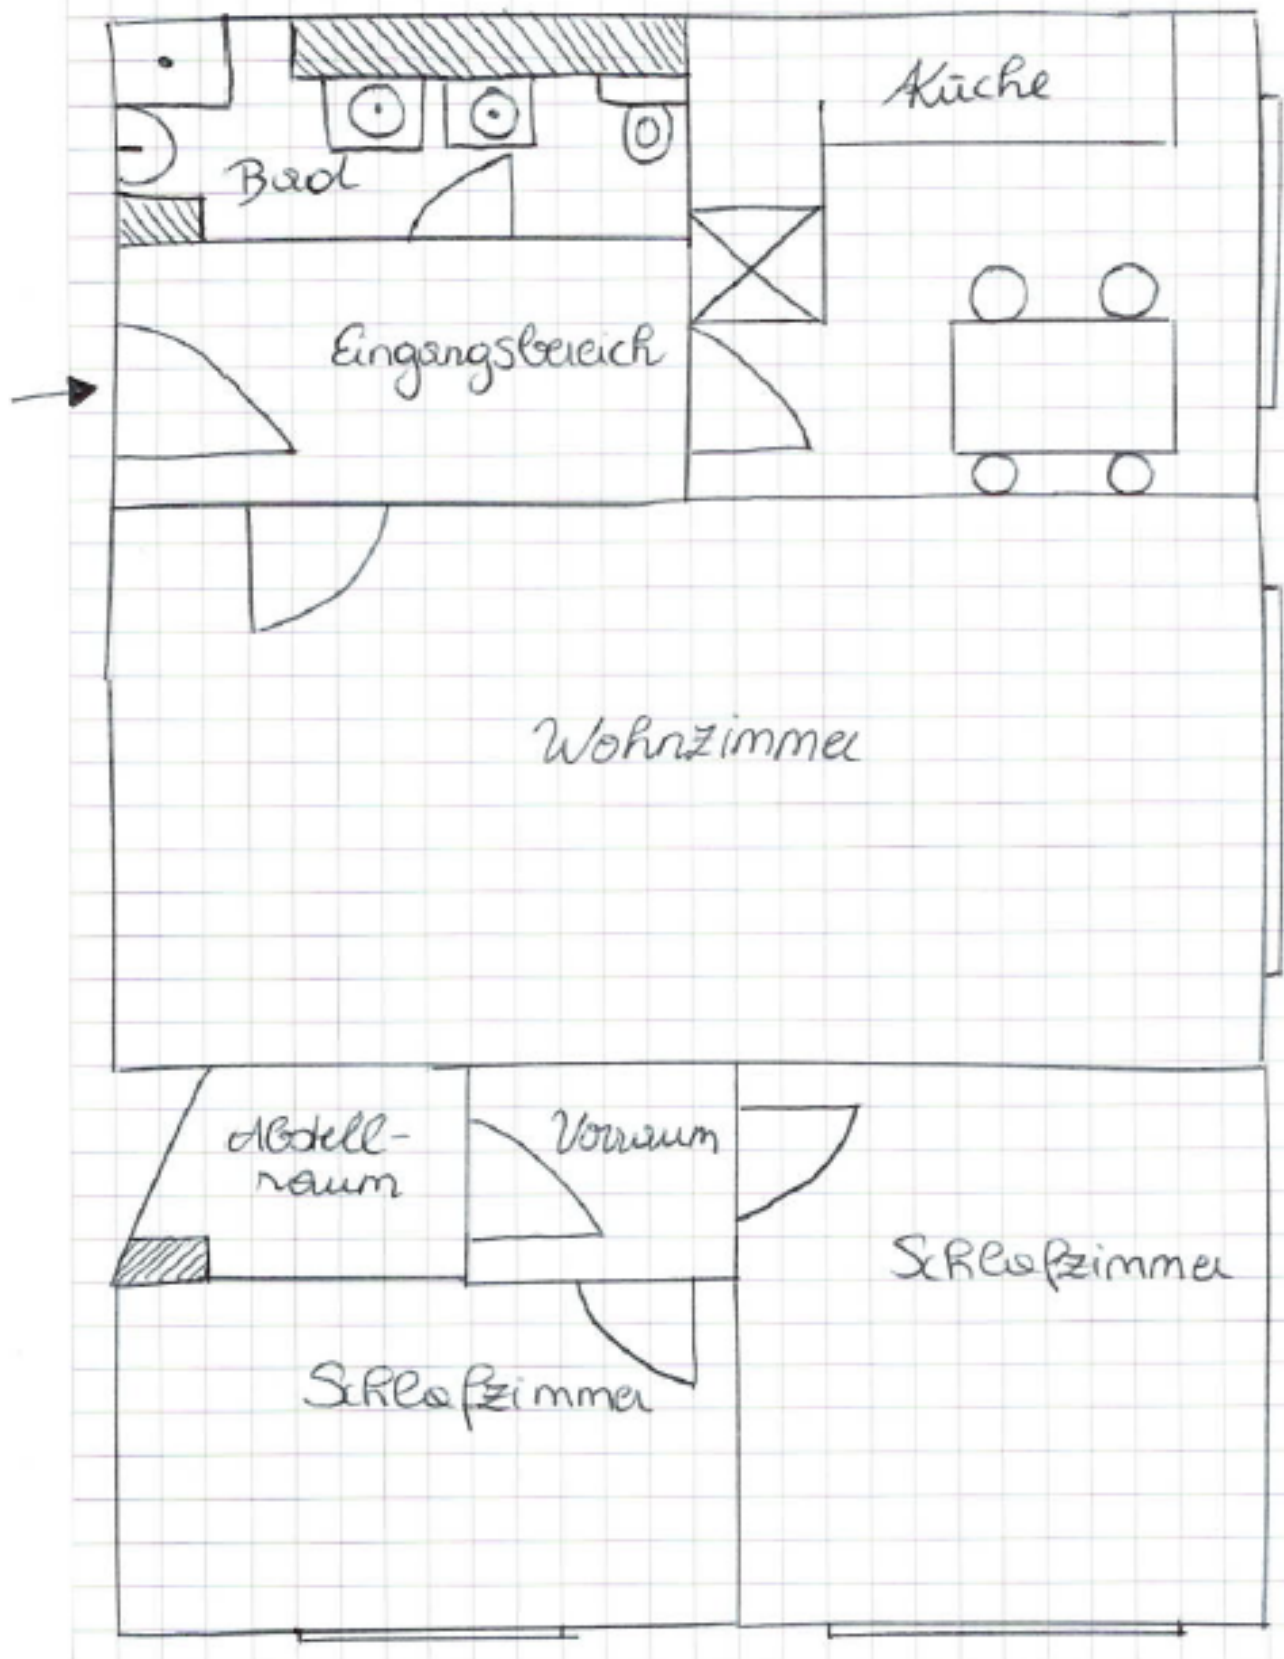 Küche
Bad
Eingangsbereich
Wohnzimmer
Abstell-
raum
Vorraum
Schlafzimmer
Schlafzimmer